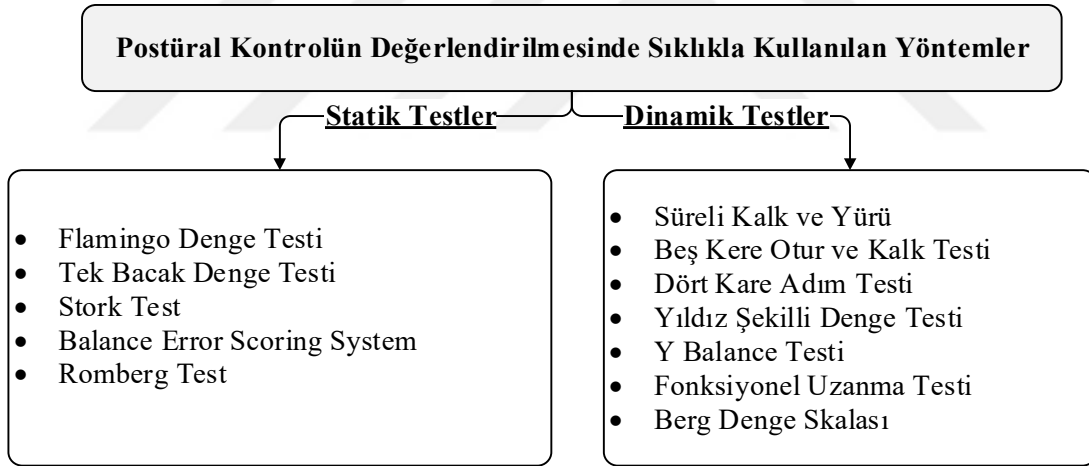 Postüral Kontrolün Değerlendirilmesinde Sıklıkla Kullanılan Yöntemler
Statik Testler
Dinamik Testler
• Flamingo Denge Testi
• Tek Bacak Denge Testi
• Stork Test
• Balance Error Scoring System
• Romberg Test
• Süreli Kalk ve Yürü
• Beş Kere Otur ve Kalk Testi
• Dört Kare Adım Testi
• Yıldız Şekilli Denge Testi
• Y Balance Testi
• Fonksiyonel Uzanma Testi
• Berg Denge Skalası